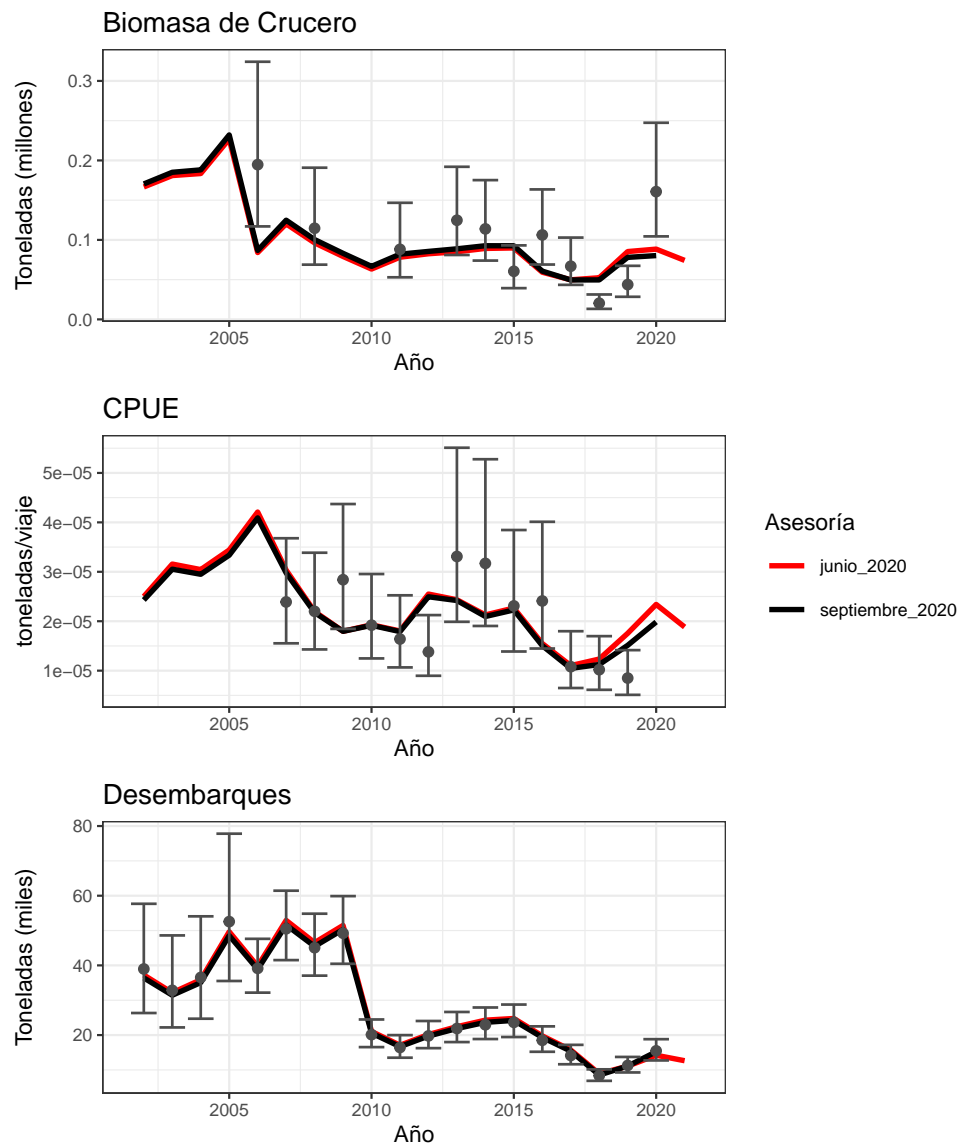 Biomasa de Crucero
Toneladas (millones)
0.3
0.2
0.1
0.0
2005 2010 2015 2020
Año
CPUE
toneladas/viaje
5e−05
4e−05
3e−05
2e−05
1e−05
2005 2010 2015 2020
Año
Asesoría
junio_2020
septiembre_2020
Desembarques
Toneladas (miles)
80
60
40
20
2005 2010 2015 2020
Año